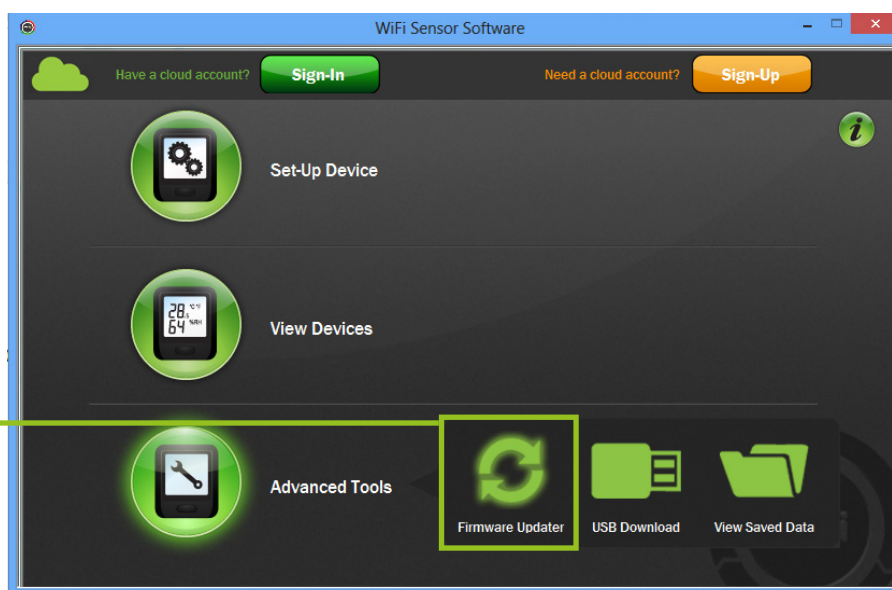 WiFi Sensor Software
Have a cloud account? Sign-In Need a cloud account? Sign-Up
i
Set-Up Device
28.5 °C °F
64 %RH
View Devices
Advanced Tools
Firmware Updater USB Download View Saved Data